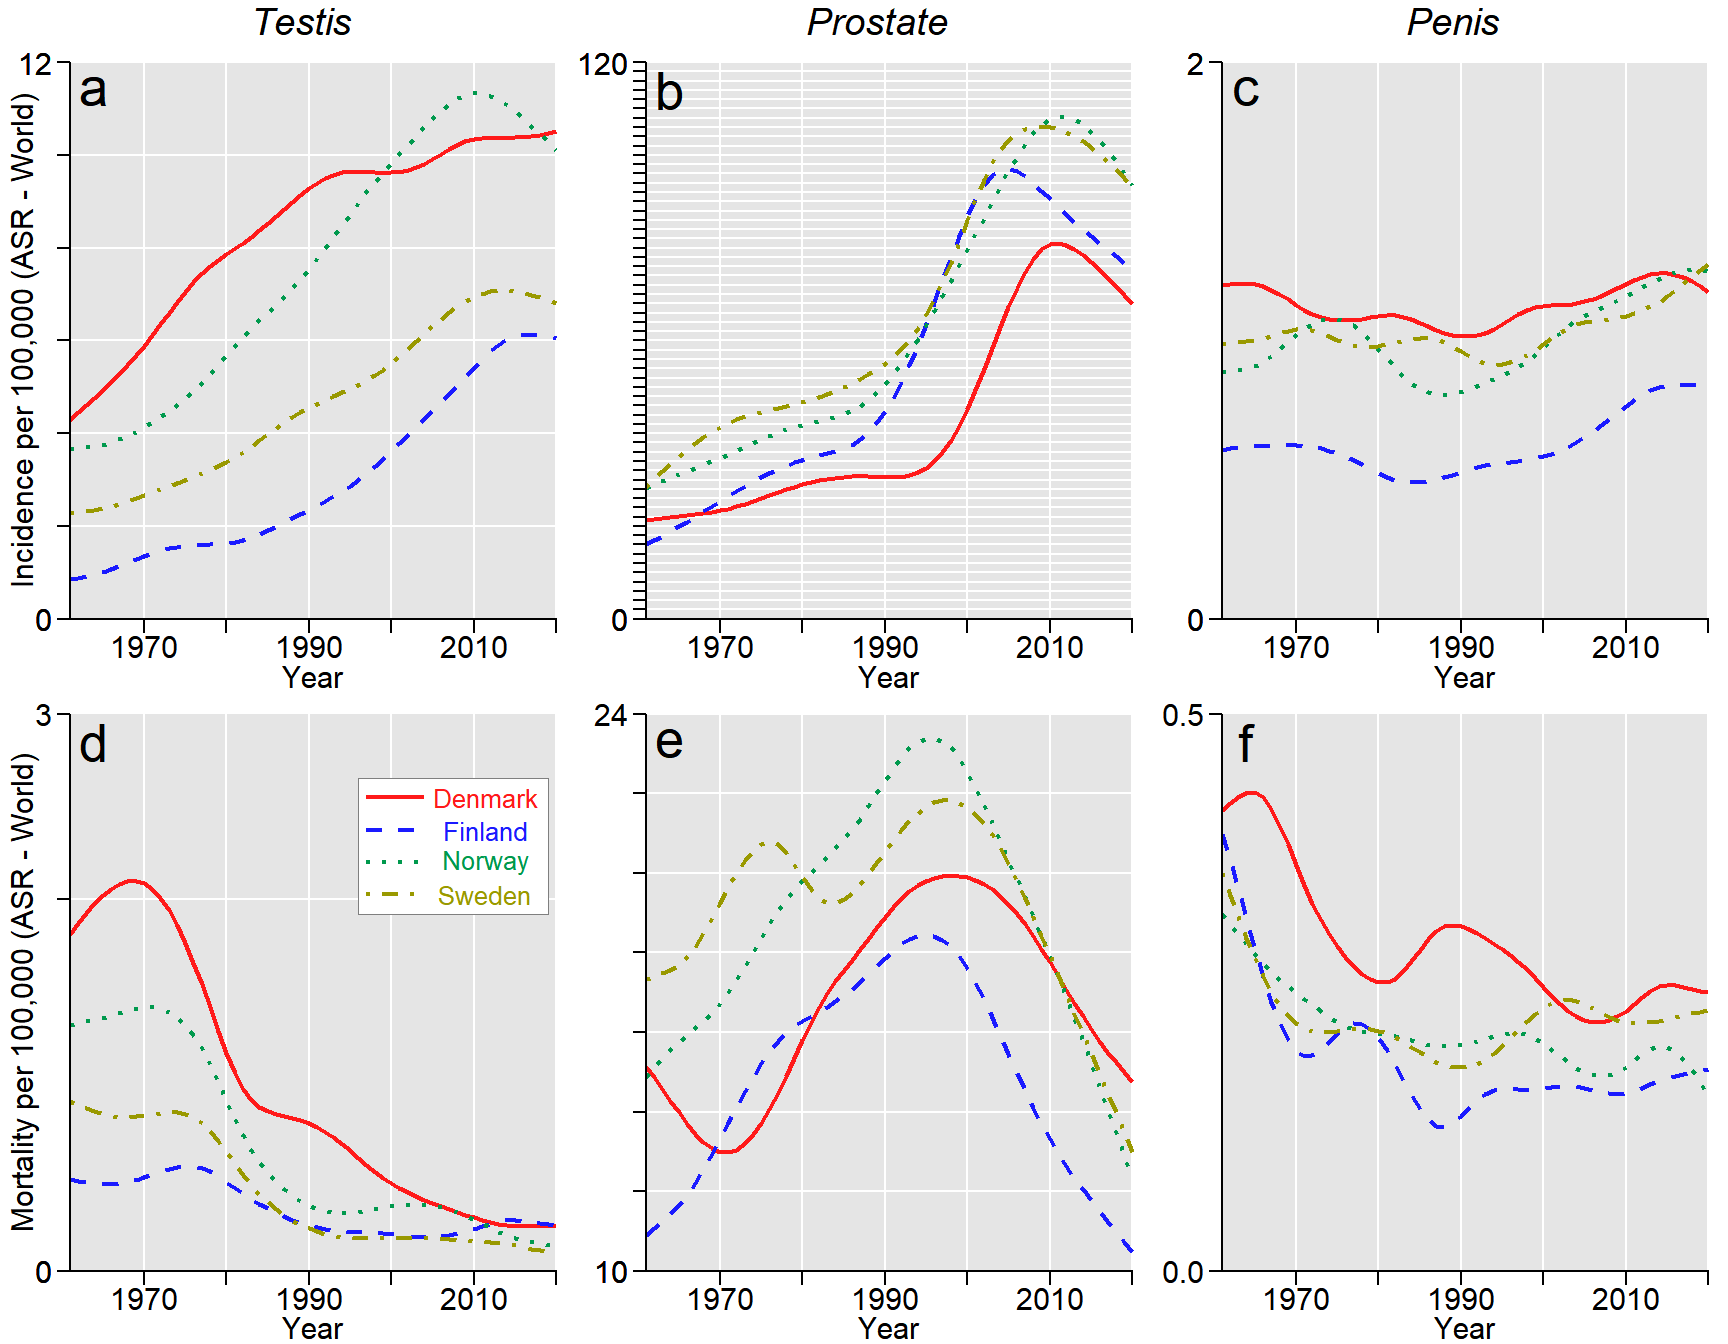 Testis
Prostate
Penis
Incidence per 100,000 (ASR - World)
12
a
0
1970
1990
2010
Year
120
b
0
1970
1990
2010
Year
2
c
0
1970
1990
2010
Year
Mortality per 100,000 (ASR - World)
3
d
Denmark
Finland
Norway
Sweden
0
1970
1990
2010
Year
24
e
10
1970
1990
2010
Year
0.5
f
0.0
1970
1990
2010
Year